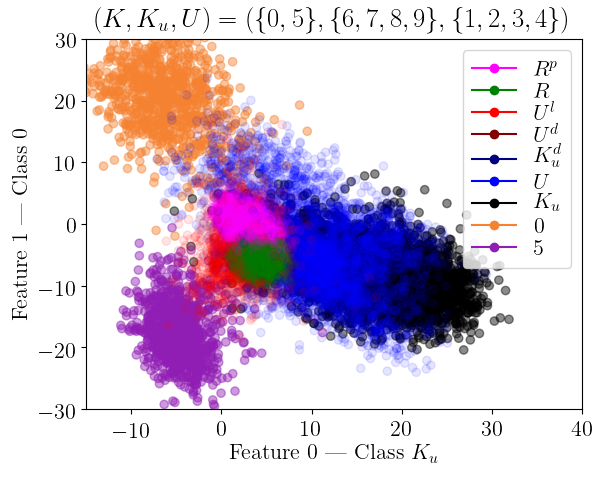 (K, K_u, U) = ({0, 5}, {6, 7, 8, 9}, {1, 2, 3, 4})
30
20
10
0
−10
−20
−30
Feature 1 — Class 0
R^p
R
U^l
U^d
K_u^d
U
K_u
0
5
−10
0
10
20
30
40
Feature 0 — Class K_u